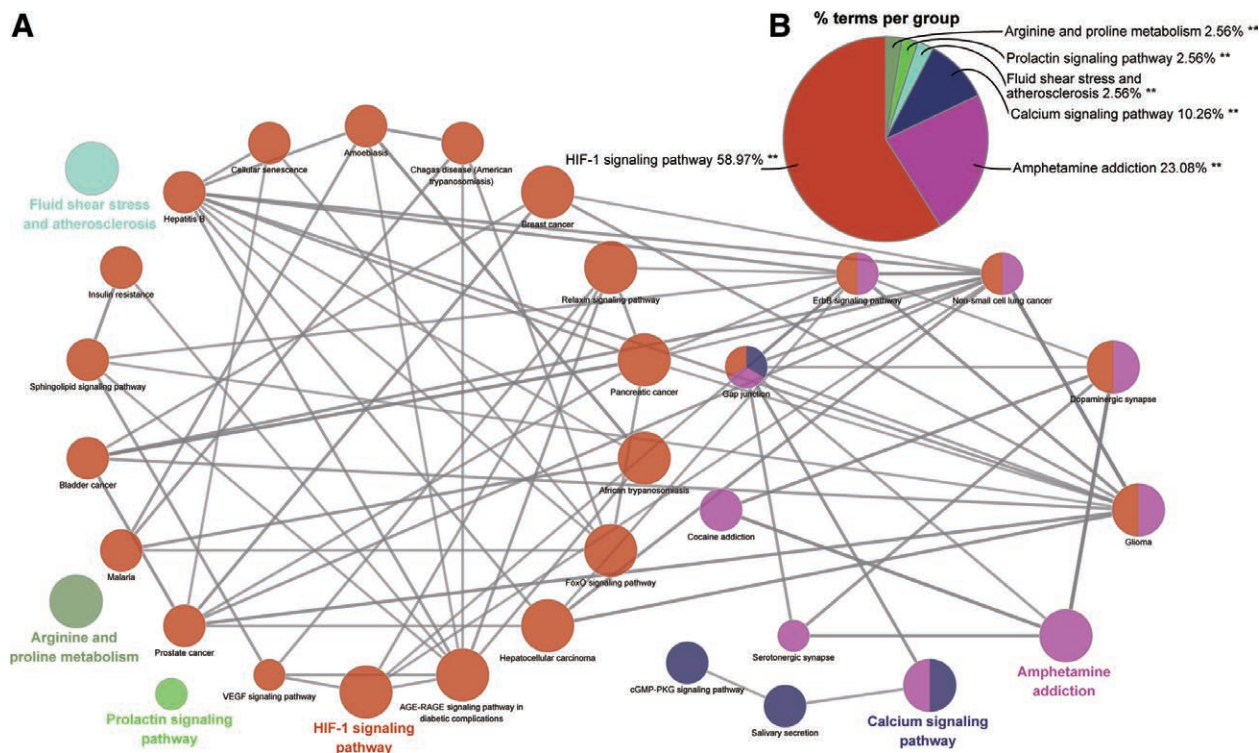 A
B
% terms per group
Arginine and proline metabolism 2.56% **
Prolactin signaling pathway 2.56% **
Fluid shear stress and
atherosclerosis 2.56% **
Calcium signaling pathway 10.26% **
HIF-1 signaling pathway 58.97% **
Amphetamine addiction 23.08% **
Amoebiasis
Cellular senescence
Chagas disease (American
trypanosomiasis)
Fluid shear stress
and atherosclerosis
Hepatitis B
Breast cancer
Insulin resistance
Relaxin signaling pathway
ErbB signaling pathway
Non-small cell lung cancer
Sphingolipid signaling pathway
Pancreatic cancer
Gap junction
Dopaminergic synapse
Bladder cancer
African trypanosomiasis
Cocaine addiction
Glioma
Malaria
FoxO signaling pathway
Arginine and
proline metabolism
Prostate cancer
Hepatocellular carcinoma
Serotonergic synapse
Amphetamine
addiction
VEGF signaling pathway
cGMP-PKG signaling pathway
AGE-RAGE signaling pathway in
diabetic complications
Prolactin signaling
pathway
HIF-1 signaling
pathway
Salivary secretion
Calcium signaling
pathway